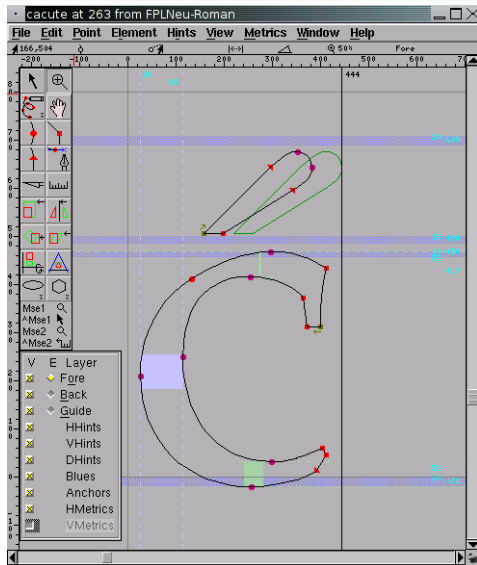 cacute at 263 from FPLNeu-Roman
File Edit Point Element Hints View Metrics Window Help
166,504 50% Fore
-200 0 100 200 300 400 500 600
444
Mse1
^Mse1
Mse2
^Mse2
V E Layer
Fore
Back
Guide
HHints
VHints
DHints
Blues
Anchors
HMetrics
VMetrics